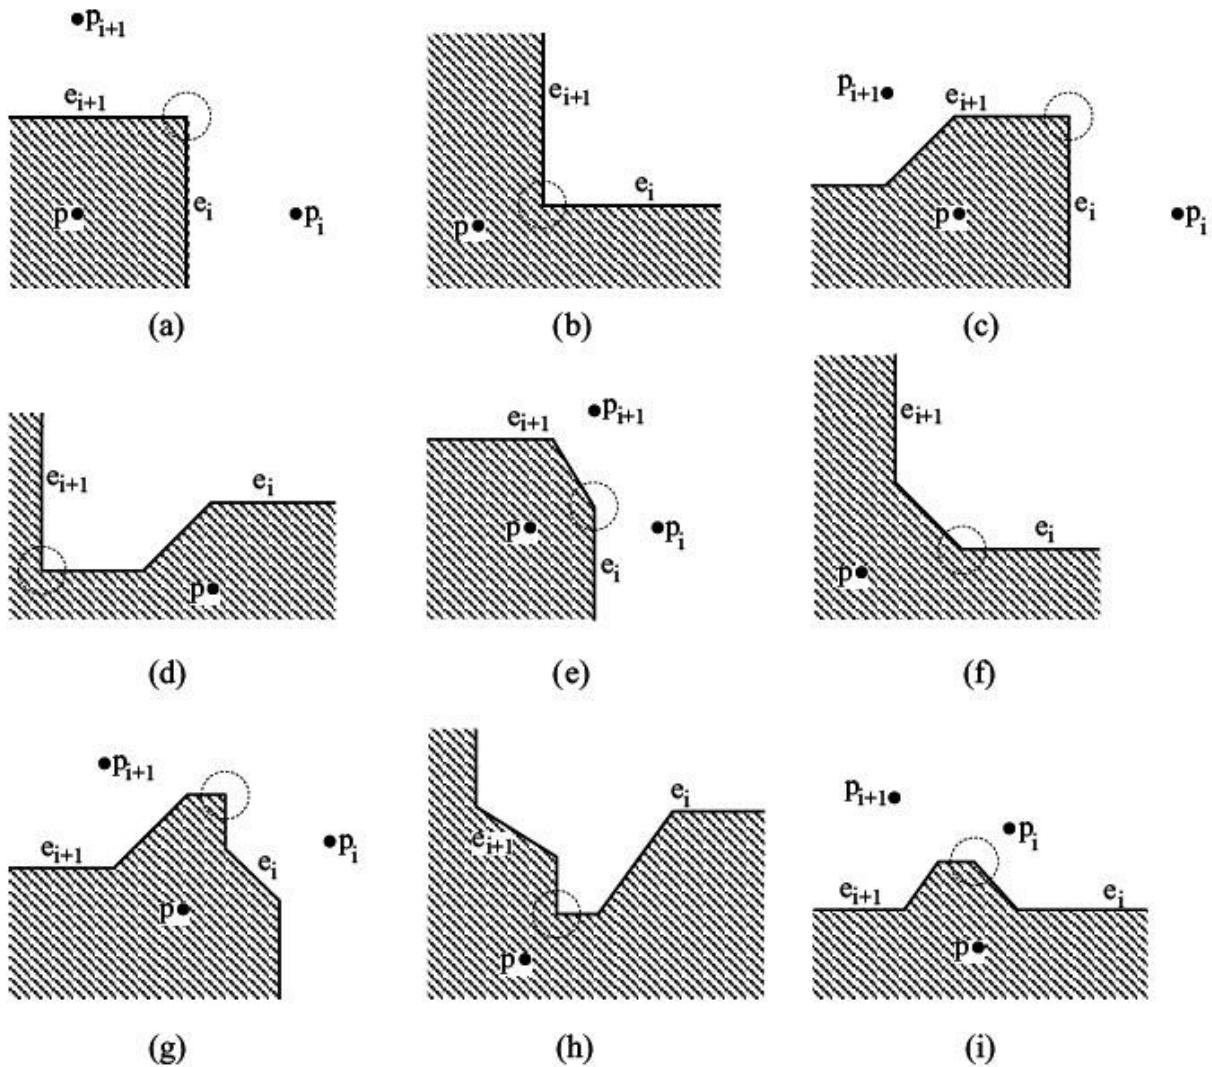 p_{i+1}
e_{i+1}
p
e_i
p_i
(a)
e_{i+1}
e_i
p
(b)
p_{i+1}
e_{i+1}
p
e_i
p_i
(c)
e_{i+1}
e_i
p
(d)
e_{i+1}
p_{i+1}
p
p_i
e_i
(e)
e_{i+1}
e_i
p
(f)
p_{i+1}
e_{i+1}
e_i
p_i
p
(g)
e_i
e_{i+1}
p
(h)
p_{i+1}
p_i
e_{i+1}
e_i
p
(i)